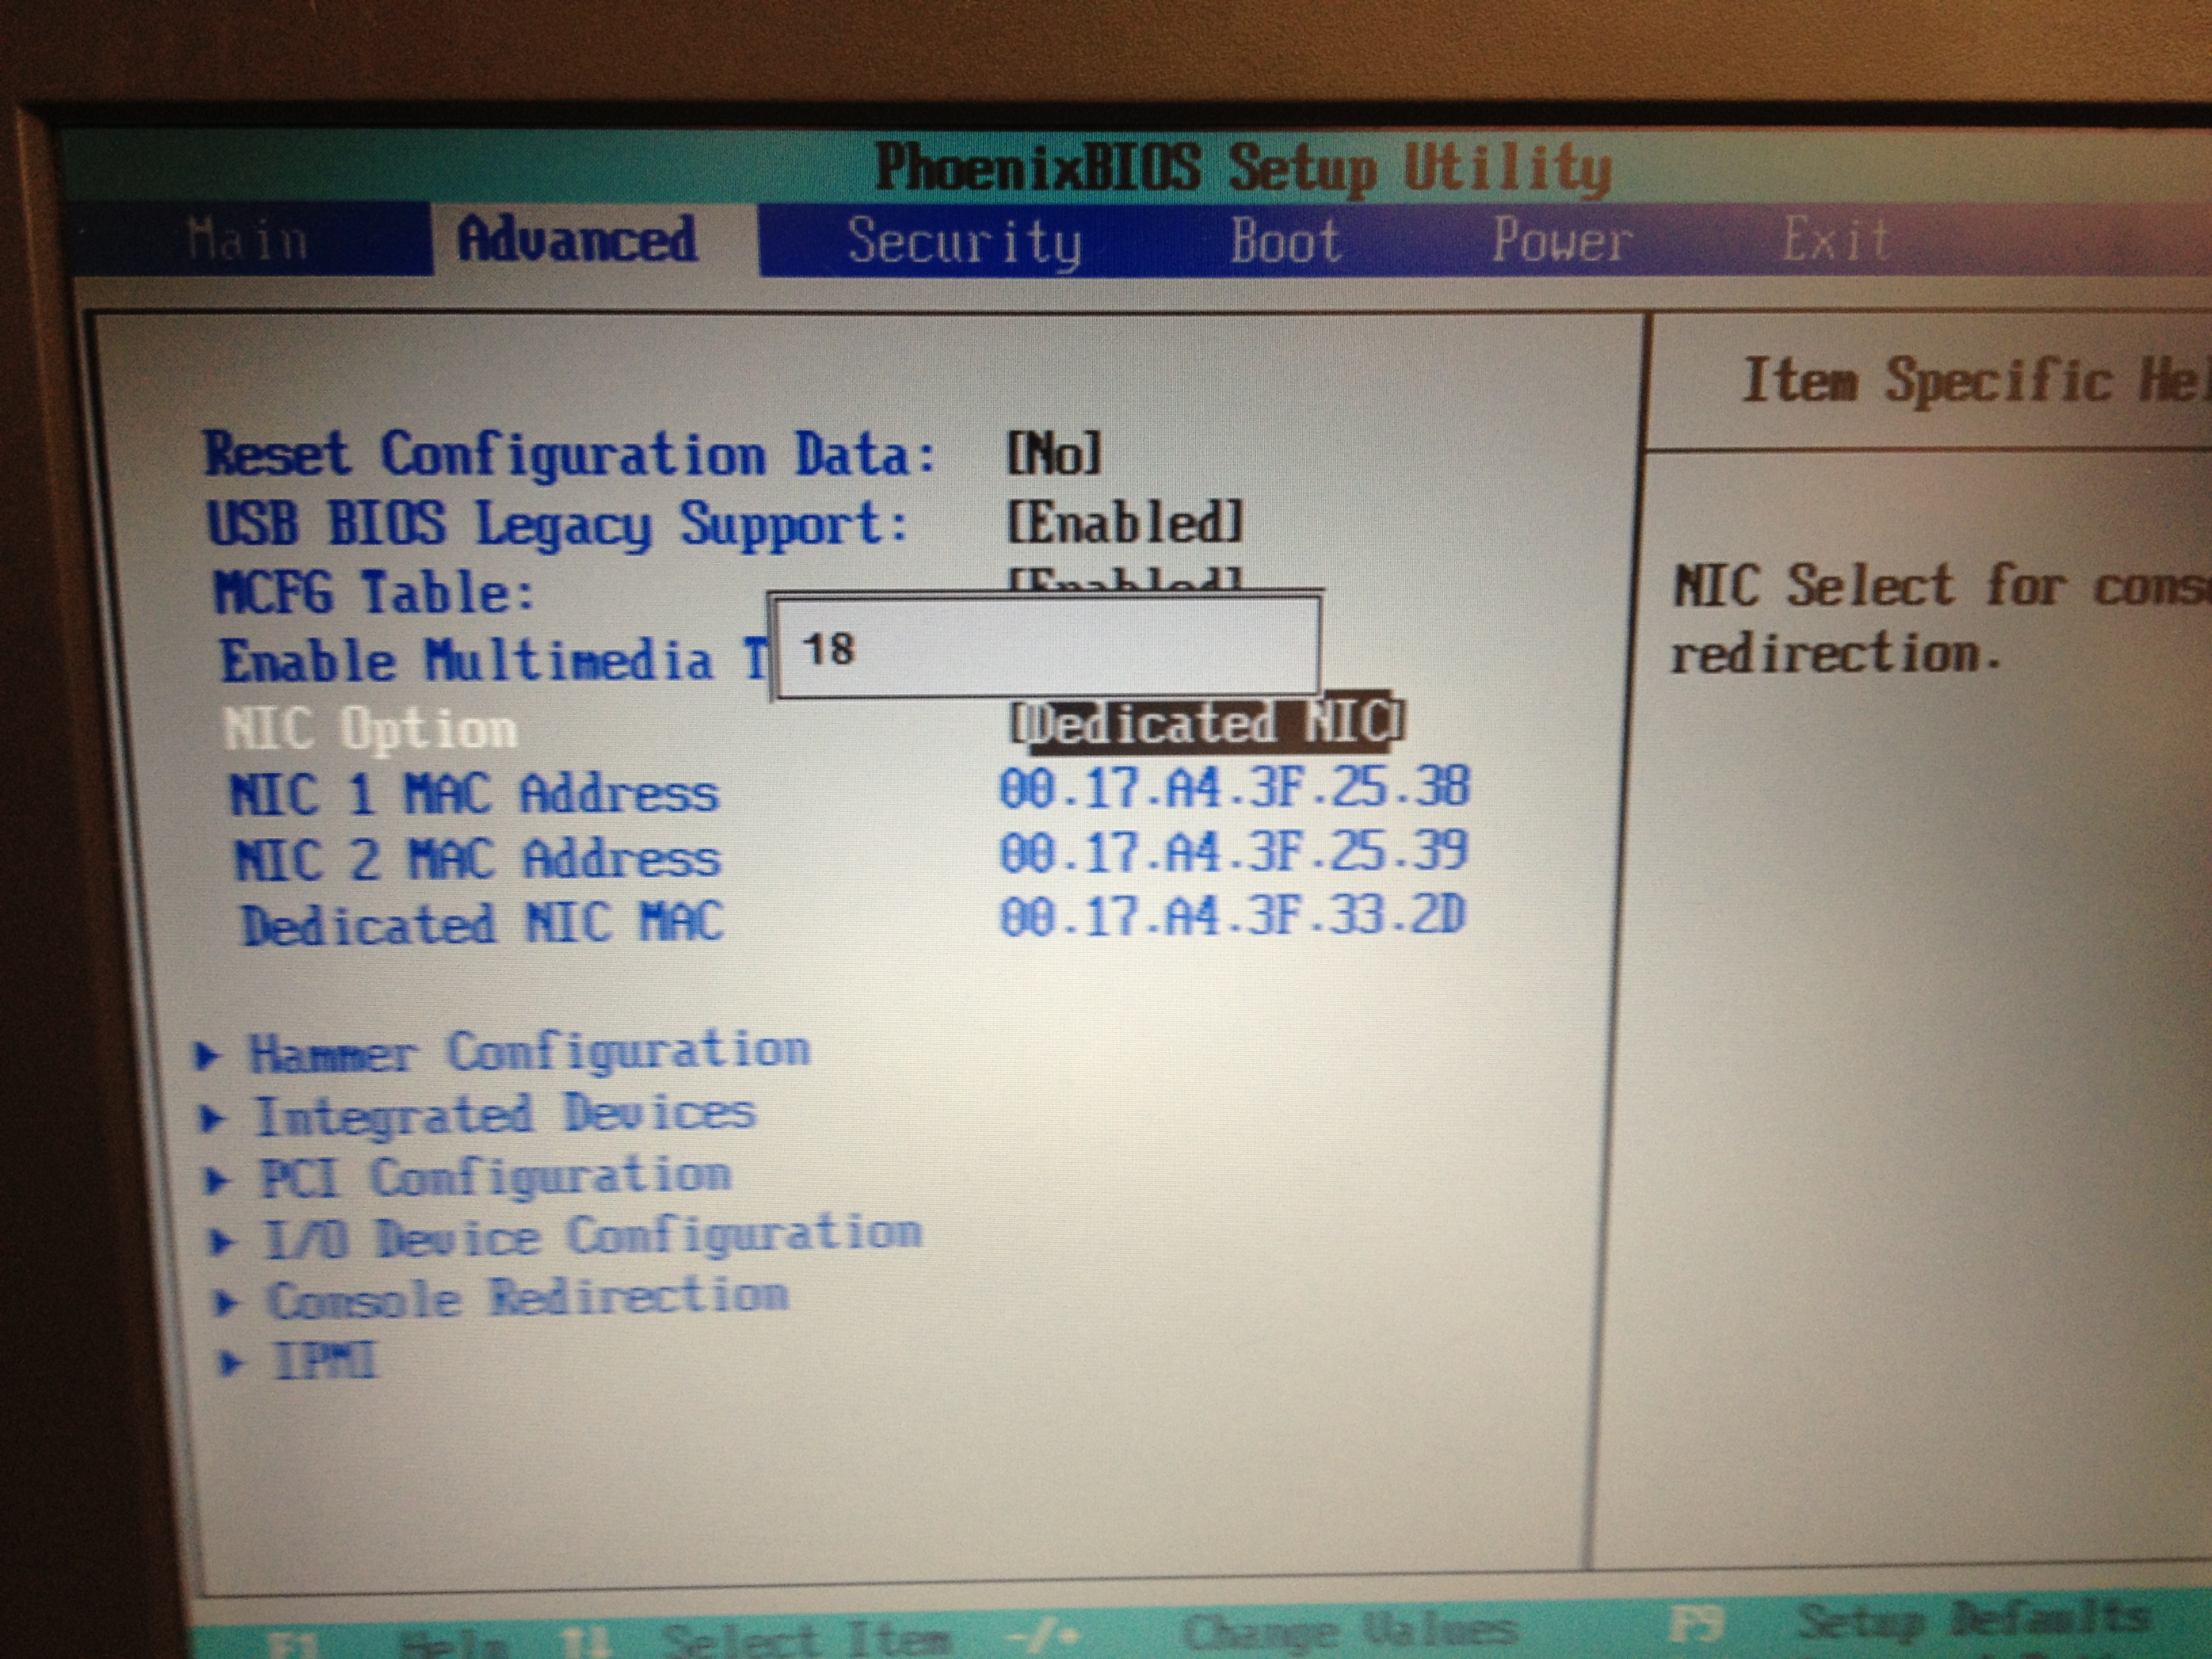 PhoenixBIOS Setup Utility
Main Advanced Security Boot Power Exit
Item Specific He
Reset Configuration Data: [No]
USB BIOS Legacy Support: [Enabled]
MCFG Table: [Enabled]
Enable Multimedia T
18
NIC Option [Dedicated NIC]
NIC 1 MAC Address 00.17.A4.3F.25.38
NIC 2 MAC Address 00.17.A4.3F.25.39
Dedicated NIC MAC 00.17.A4.3F.33.2D
▶ Hammer Configuration
▶ Integrated Devices
▶ PCI Configuration
▶ I/O Device Configuration
▶ Console Redirection
▶ IPMI
NIC Select for cons
redirection.
F1 Help ↑↓ Select Item -/+ Change Values F9 Setup Defaults